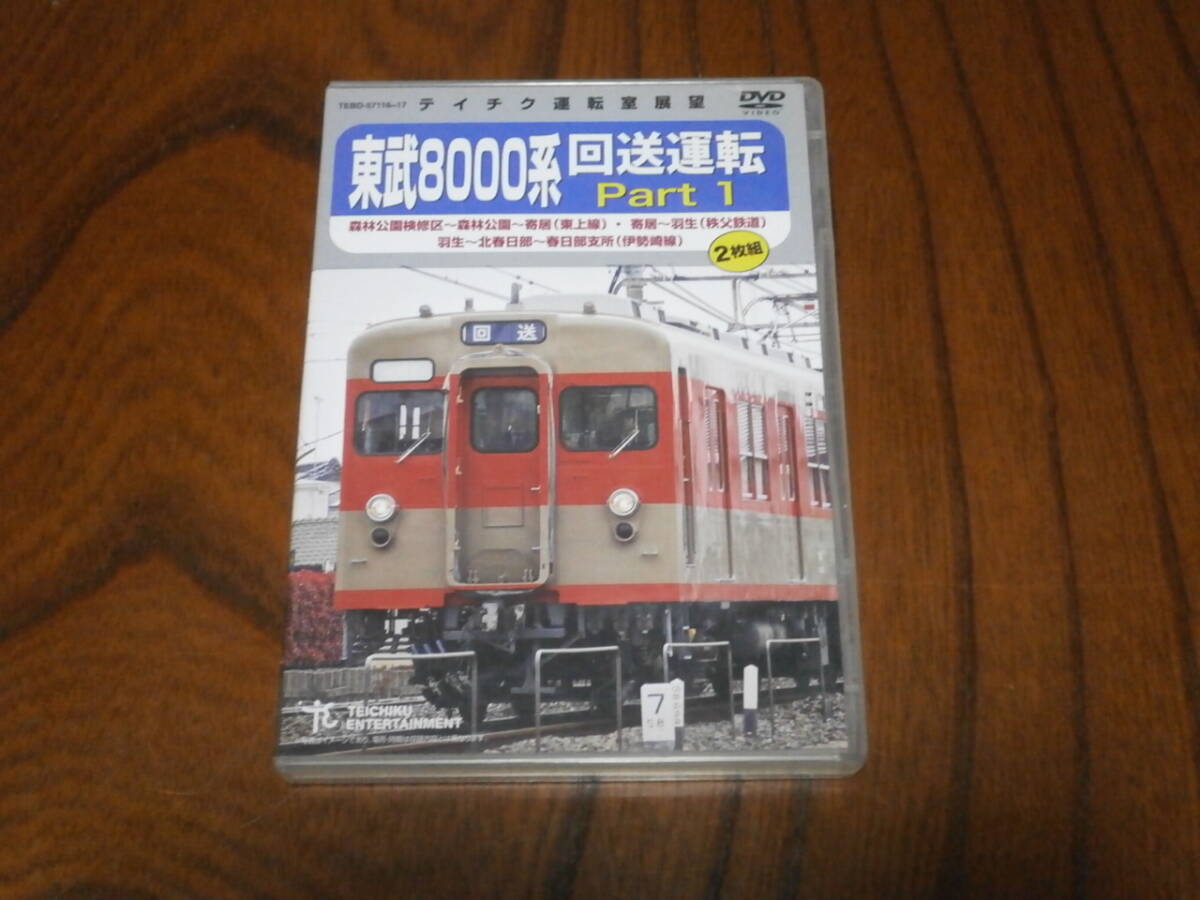 TEBD-57116~17 テイチク運転室展望 DVD
VIDEO
東武8000系 回送運転
Part 1
森林公園検修区～森林公園～寄居(東上線)・寄居～羽生(秩父鉄道)
羽生～北春日部～春日部支所(伊勢崎線)
2枚組
回送
7
TEICHIKU
ENTERTAINMENT